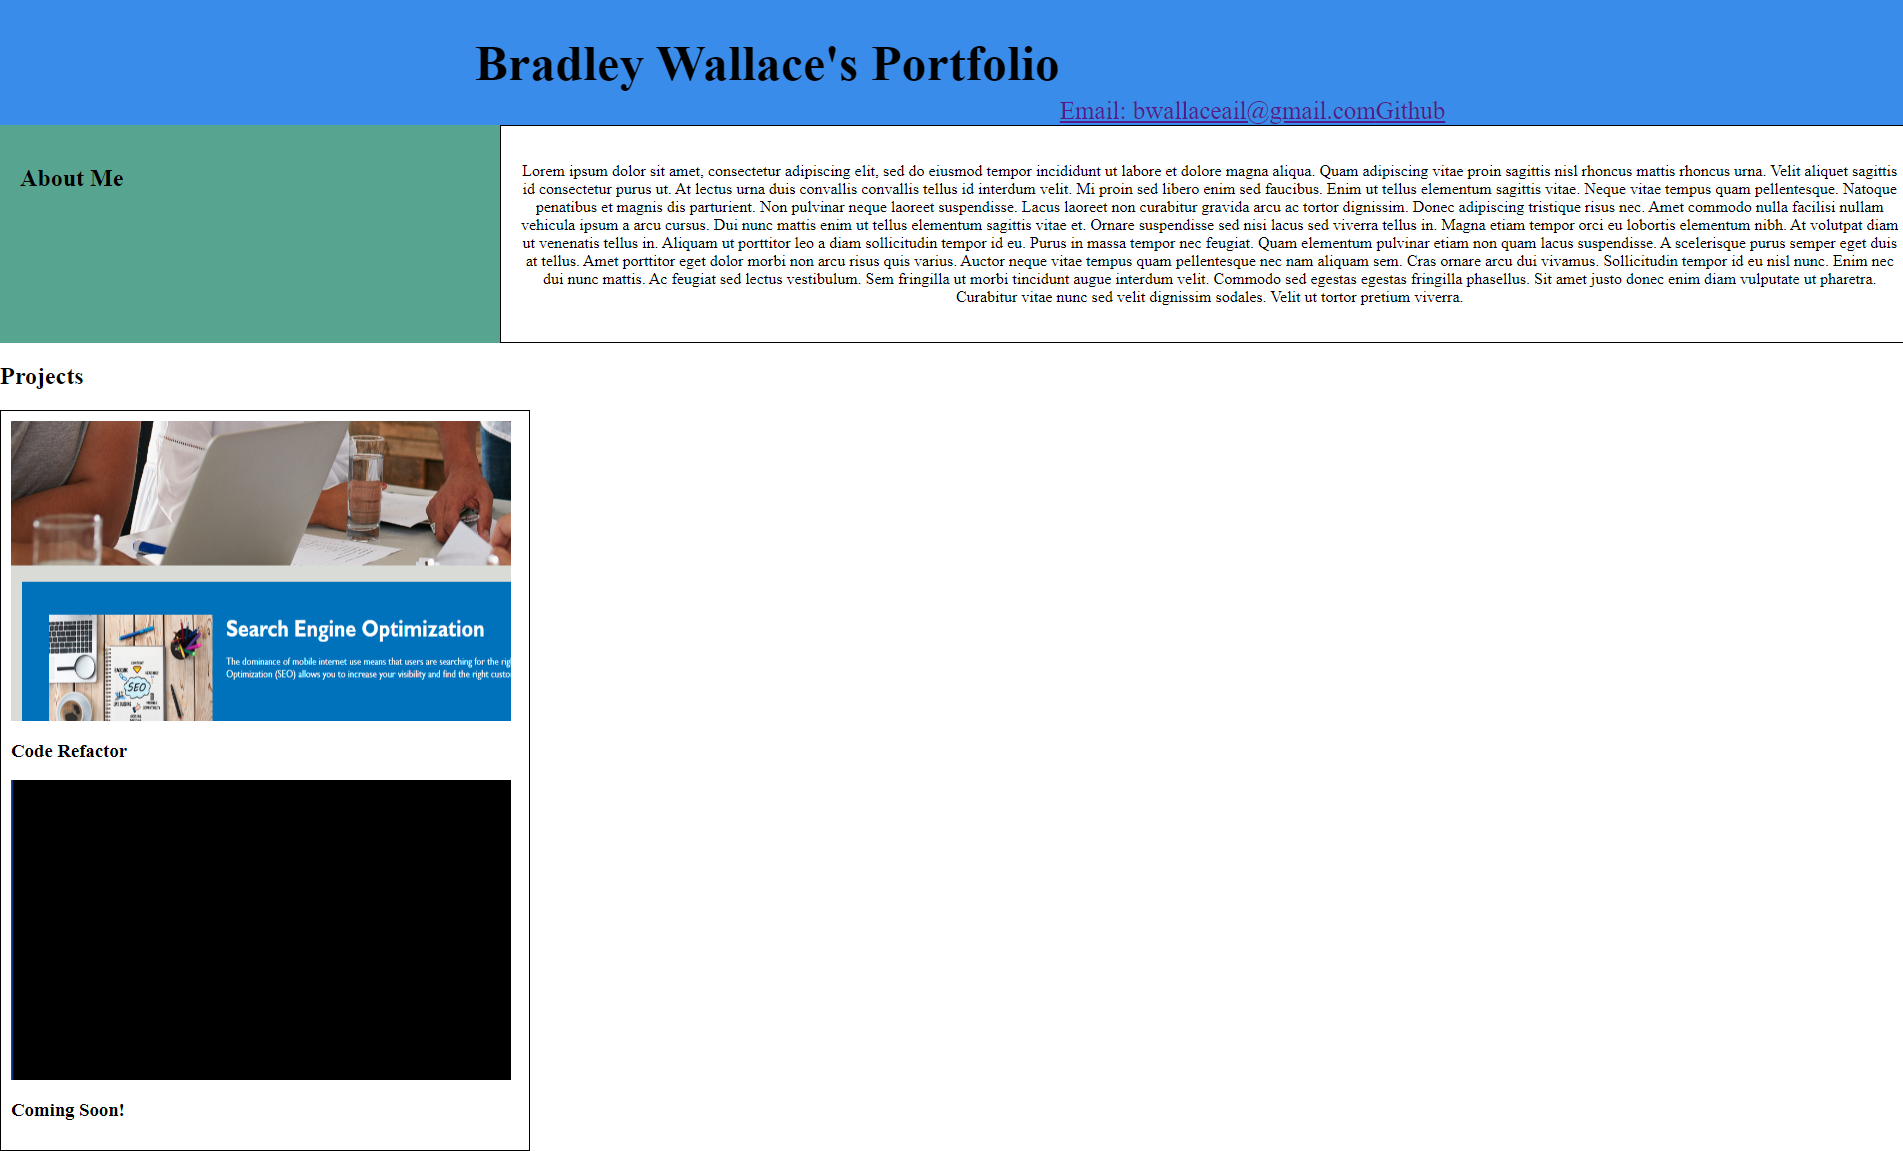 Bradley Wallace's Portfolio
Email: bwallaceail@gmail.comGithub
About Me
Lorem ipsum dolor sit amet, consectetur adipiscing elit, sed do eiusmod tempor incididunt ut labore et dolore magna aliqua. Quam adipiscing vitae proin sagittis nisl rhoncus mattis rhoncus urna. Velit aliquet sagittis
id consectetur purus ut. At lectus urna duis convallis convallis tellus id interdum velit. Mi proin sed libero enim sed faucibus. Enim ut tellus elementum sagittis vitae. Neque vitae tempus quam pellentesque. Natoque
penatibus et magnis dis parturient. Non pulvinar neque laoreet suspendisse. Lacus laoreet non curabitur gravida arcu ac tortor dignissim. Donec adipiscing tristique risus nec. Amet commodo nulla facilisi nullam
vehicula ipsum a arcu cursus. Dui nunc mattis enim ut tellus elementum sagittis vitae et. Ornare suspendisse sed nisi lacus sed viverra tellus in. Magna etiam tempor orci eu lobortis elementum nibh. At volutpat diam
ut venenatis tellus in. Aliquam ut porttitor leo a diam sollicitudin tempor id eu. Purus in massa tempor nec feugiat. Quam elementum pulvinar etiam non quam lacus suspendisse. A scelerisque purus semper eget duis
at tellus. Amet porttitor eget dolor morbi non arcu risus quis varius. Auctor neque vitae tempus quam pellentesque nec nam aliquam sem. Cras ornare arcu dui vivamus. Sollicitudin tempor id eu nisl nunc. Enim nec
dui nunc mattis. Ac feugiat sed lectus vestibulum. Sem fringilla ut morbi tincidunt augue interdum velit. Commodo sed egestas egestas fringilla phasellus. Sit amet justo donec enim diam vulputate ut pharetra.
Curabitur vitae nunc sed velit dignissim sodales. Velit ut tortor pretium viverra.
Projects
Search Engine Optimization
The dominance of mobile internet use means that users are searching for the
Optimization (SEO) allows you to increase your visibility and find the right
SEO
Code Refactor
Coming Soon!